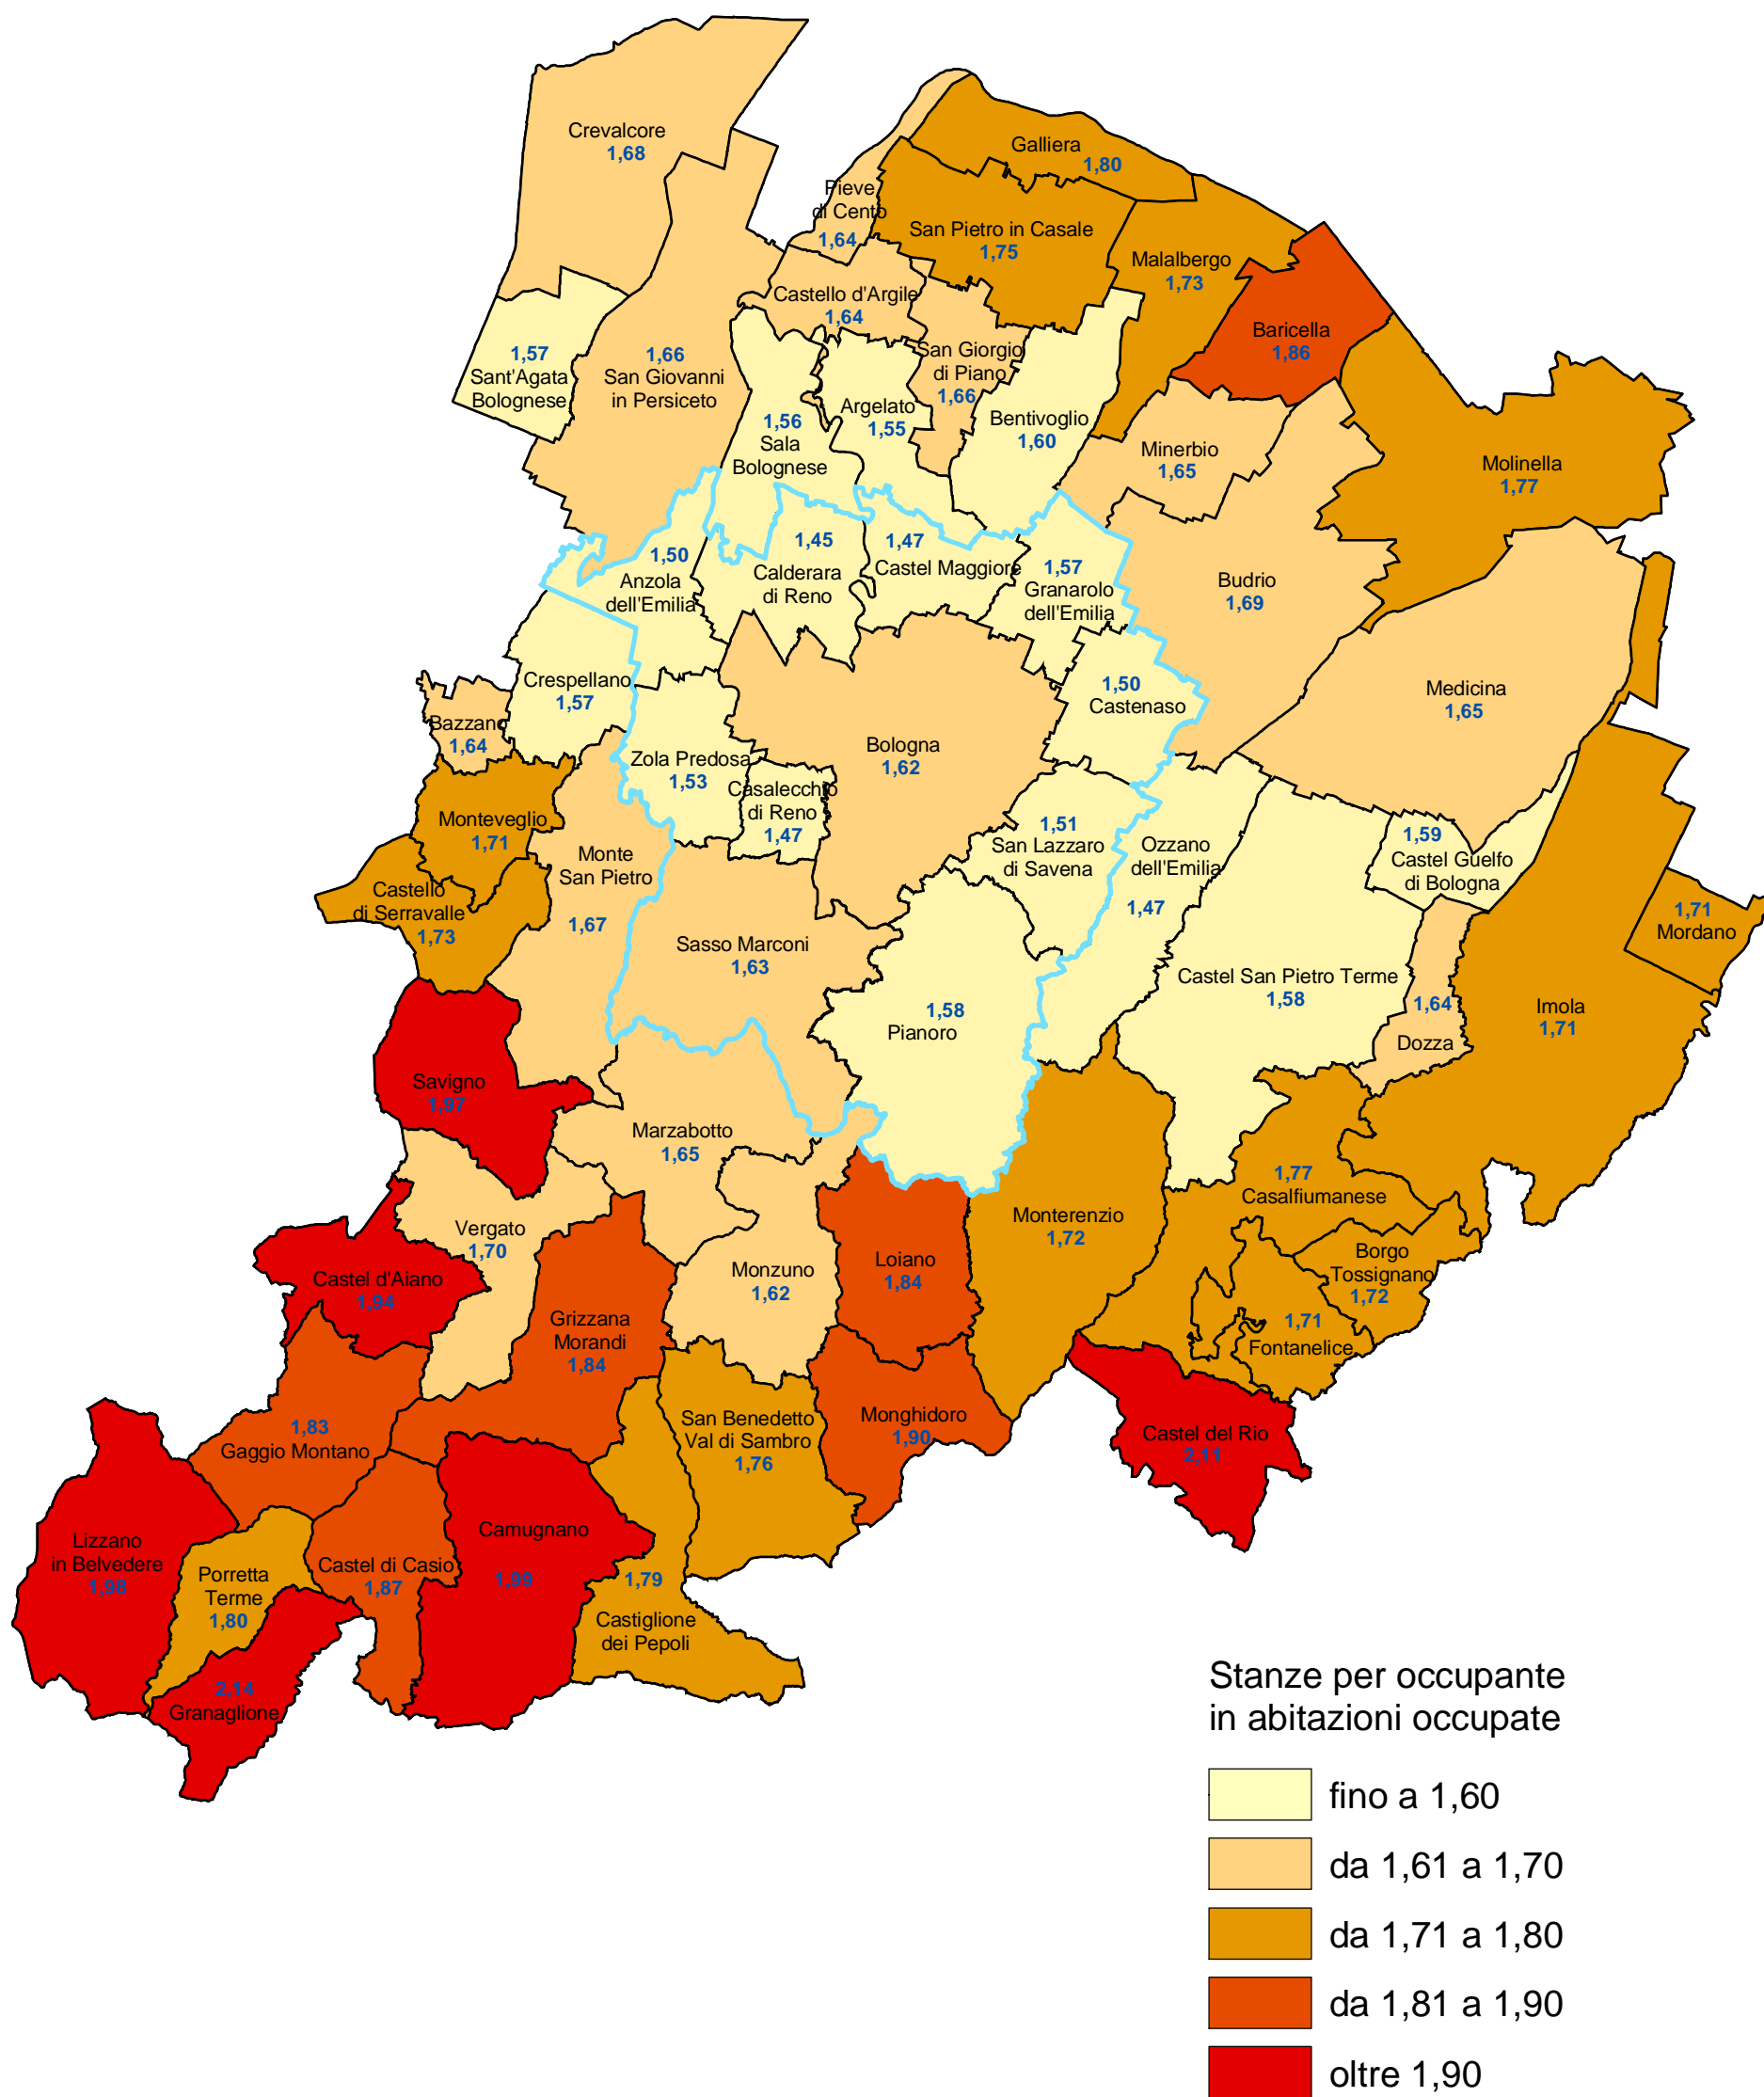 Crevalcore
1,68
Galliera
1,80
Pieve
di Cento
1,64
San Pietro in Casale
1,75
Malalbergo
1,73
Castello d'Argile
1,64
Baricella
1,86
1,57
Sant'Agata
Bolognese
1,66
San Giovanni
in Persiceto
San Giorgio
di Piano
1,66
1,56
Sala
Bolognese
Argelato
1,55
Bentivoglio
1,60
Minerbio
1,65
Molinella
1,77
1,50
Anzola
dell'Emilia
1,45
Calderara
di Reno
1,47
Castel Maggiore
1,57
Granarolo
dell'Emilia
Budrio
1,69
Crespellano
1,57
1,50
Castenaso
Medicina
1,65
Bazzano
1,64
Zola Predosa
1,53
Bologna
1,62
Casalecchio
di Reno
1,47
Monteveglio
1,71
1,51
San Lazzaro
di Savena
Ozzano
dell'Emilia
1,47
1,59
Castel Guelfo
di Bologna
Monte
San Pietro
1,67
Castello
di Serravalle
1,73
1,71
Mordano
Sasso Marconi
1,63
Castel San Pietro Terme
1,58
1,64
Dozza
Imola
1,71
1,58
Pianoro
Savigno
1,97
Marzabotto
1,65
1,77
Casalfiumanese
Vergato
1,70
Monterenzio
1,72
Castel d'Aiano
1,94
Monzuno
1,62
Loiano
1,84
Borgo
Tossignano
1,72
Grizzana
Morandi
1,84
1,71
Fontanelice
1,83
Gaggio Montano
San Benedetto
Val di Sambro
1,76
Monghidoro
1,90
Castel del Rio
2,11
Lizzano
in Belvedere
1,98
Porretta
Terme
1,80
Castel di Casio
1,87
Camugnano
1,99
1,79
Castiglione
dei Pepoli
2,14
Granaglione
Stanze per occupante
in abitazioni occupate
fino a 1,60
da 1,61 a 1,70
da 1,71 a 1,80
da 1,81 a 1,90
oltre 1,90